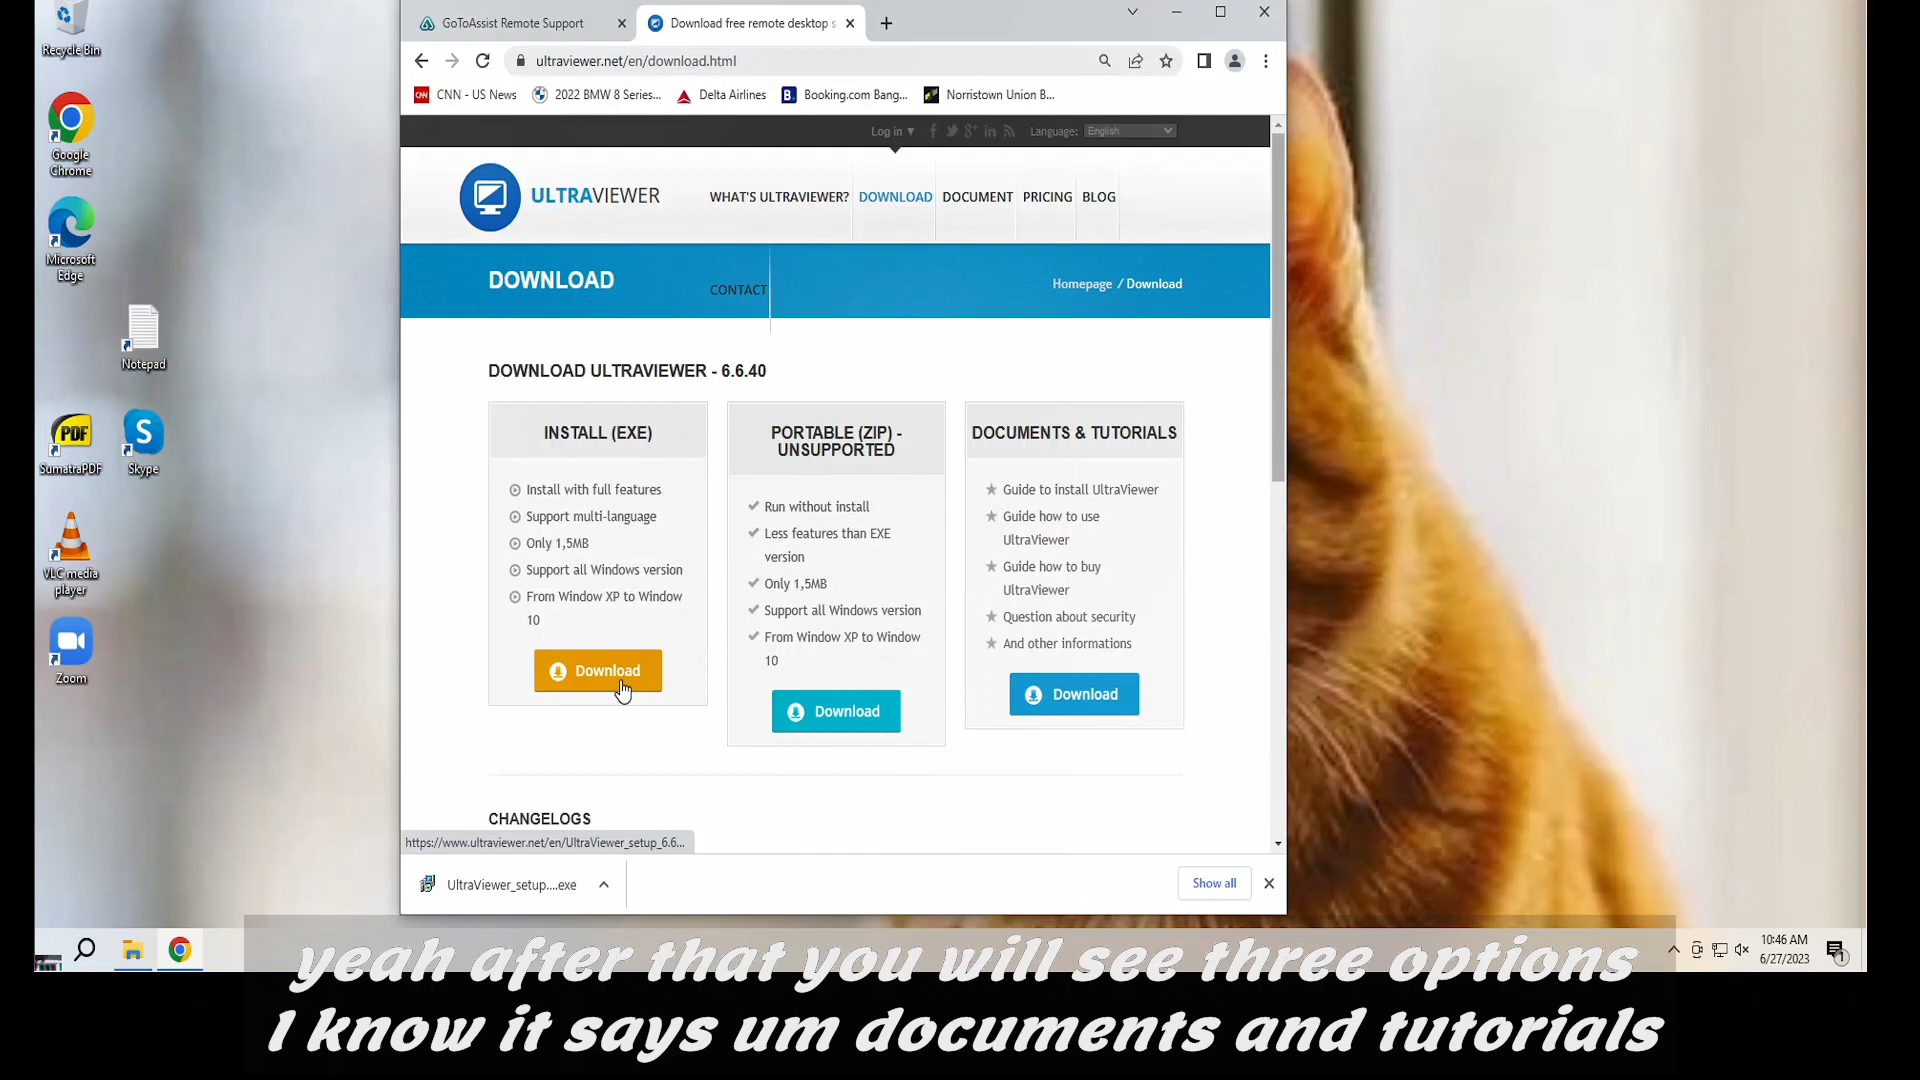 Recycle Bin
Google
Chrome
Microsoft
Edge
Notepad
PDF
SumatraPDF
S
Skype
VLC media
player
Zoom
GoToAssist Remote Support
Download free remote desktop s
ultraviewer.net/en/download.html
CNN - US News
2022 BMW 8 Series...
Delta Airlines
B.
Booking.com Bang...
Norristown Union B...
Log in ▾
Language:
English
ULTRAVIEWER
WHAT'S ULTRAVIEWER?
DOWNLOAD
DOCUMENT
PRICING
BLOG
DOWNLOAD
CONTACT
Homepage / Download
DOWNLOAD ULTRAVIEWER - 6.6.40
INSTALL (EXE)
Install with full features
Support multi-language
Only 1,5MB
Support all Windows version
From Window XP to Window
10
Download
PORTABLE (ZIP) -
UNSUPPORTED
Run without install
Less features than EXE
version
Only 1,5MB
Support all Windows version
From Window XP to Window
10
Download
DOCUMENTS & TUTORIALS
Guide to install UltraViewer
Guide how to use
UltraViewer
Guide how to buy
UltraViewer
Question about security
And other informations
Download
CHANGELOGS
https://www.ultraviewer.net/en/UltraViewer_setup_6.6...
UltraViewer_setup....exe
Show all
10:46 AM
6/27/2023
1
yeah after that you will see three options
I know it says um documents and tutorials